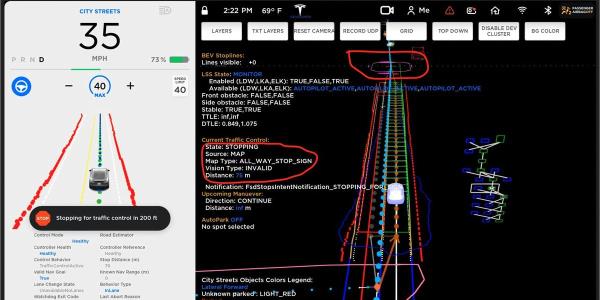 CITY STREETS
35
MPH
P R N D
73 %
40
MAX
SPEED
LIMIT
40
STOP
Stopping for traffic control in 200 ft
Control Mode
Road Estimator
Healthy
Controller Health
Controller Reference
Healthy
Healthy
Control Behavior
Stop Distance (m)
TrafficControlActive
70
Valid Nav Goal
Known Nav Range (m)
True
0
Lane Change State
Behavior Type
UnavailableNoLanes
InLane
Watchdog Exit Code
Last Abort Reason
2:22 PM 69° F
TESLA
Me
PASSENGER
AIRBAG OFF
LAYERS
TXT LAYERS
RESET CAMERA
RECORD UDP
GRID
TOP DOWN
DISABLE DEV
CLUSTER
BG COLOR
BEV Stoplines:
Lines visible: +0
LSS State: MONITOR
Enabled (LDW,LKA,ELK): TRUE,FALSE,TRUE
Available (LDW,LKA,ELK): AUTOPILOT_ACTIVE,AUTOPILOT_ACTIVE,AUTOPILOT_ACTIVE
Front obstacle: FALSE,FALSE
Side obstacle: FALSE,FALSE
Stable: TRUE,TRUE
TTLE: inf,inf
DTLE: 0.849,1.075
Current Traffic Control:
State: STOPPING
Source: MAP
Map Type: ALL_WAY_STOP_SIGN
Vision Type: INVALID
Distance: 75 m
Notification: FsdStopsIntentNotification_STOPPING_FOR
Upcoming Manuever:
Direction: CONTINUE
Distance: inf m
AutoPark OFF
No spot selected
City Streets Objects Colors Legend:
Lateral Forward
Unknown parked: LIGHT_RED